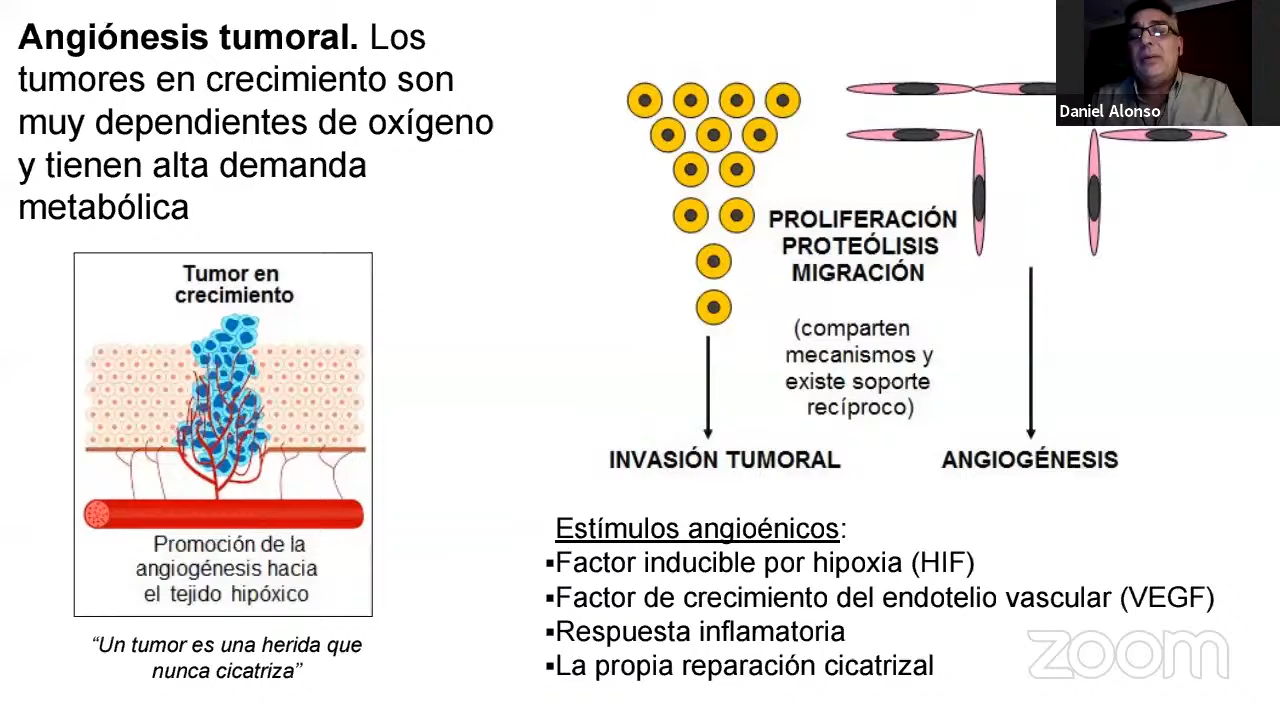 Angiónesis tumoral. Los
tumores en crecimiento son
muy dependientes de oxígeno
y tienen alta demanda
metabólica
Tumor en
crecimiento
Promoción de la
angiogénesis hacia
el tejido hipóxico
“Un tumor es una herida que
nunca cicatriza”
Daniel Alonso
PROLIFERACIÓN
PROTEÓLISIS
MIGRACIÓN
(comparten
mecanismos y
existe soporte
recíproco)
INVASIÓN TUMORAL
ANGIOGÉNESIS
Estímulos angioénicos:
▪Factor inducible por hipoxia (HIF)
▪Factor de crecimiento del endotelio vascular (VEGF)
▪Respuesta inflamatoria
▪La propia reparación cicatrizal
zoom